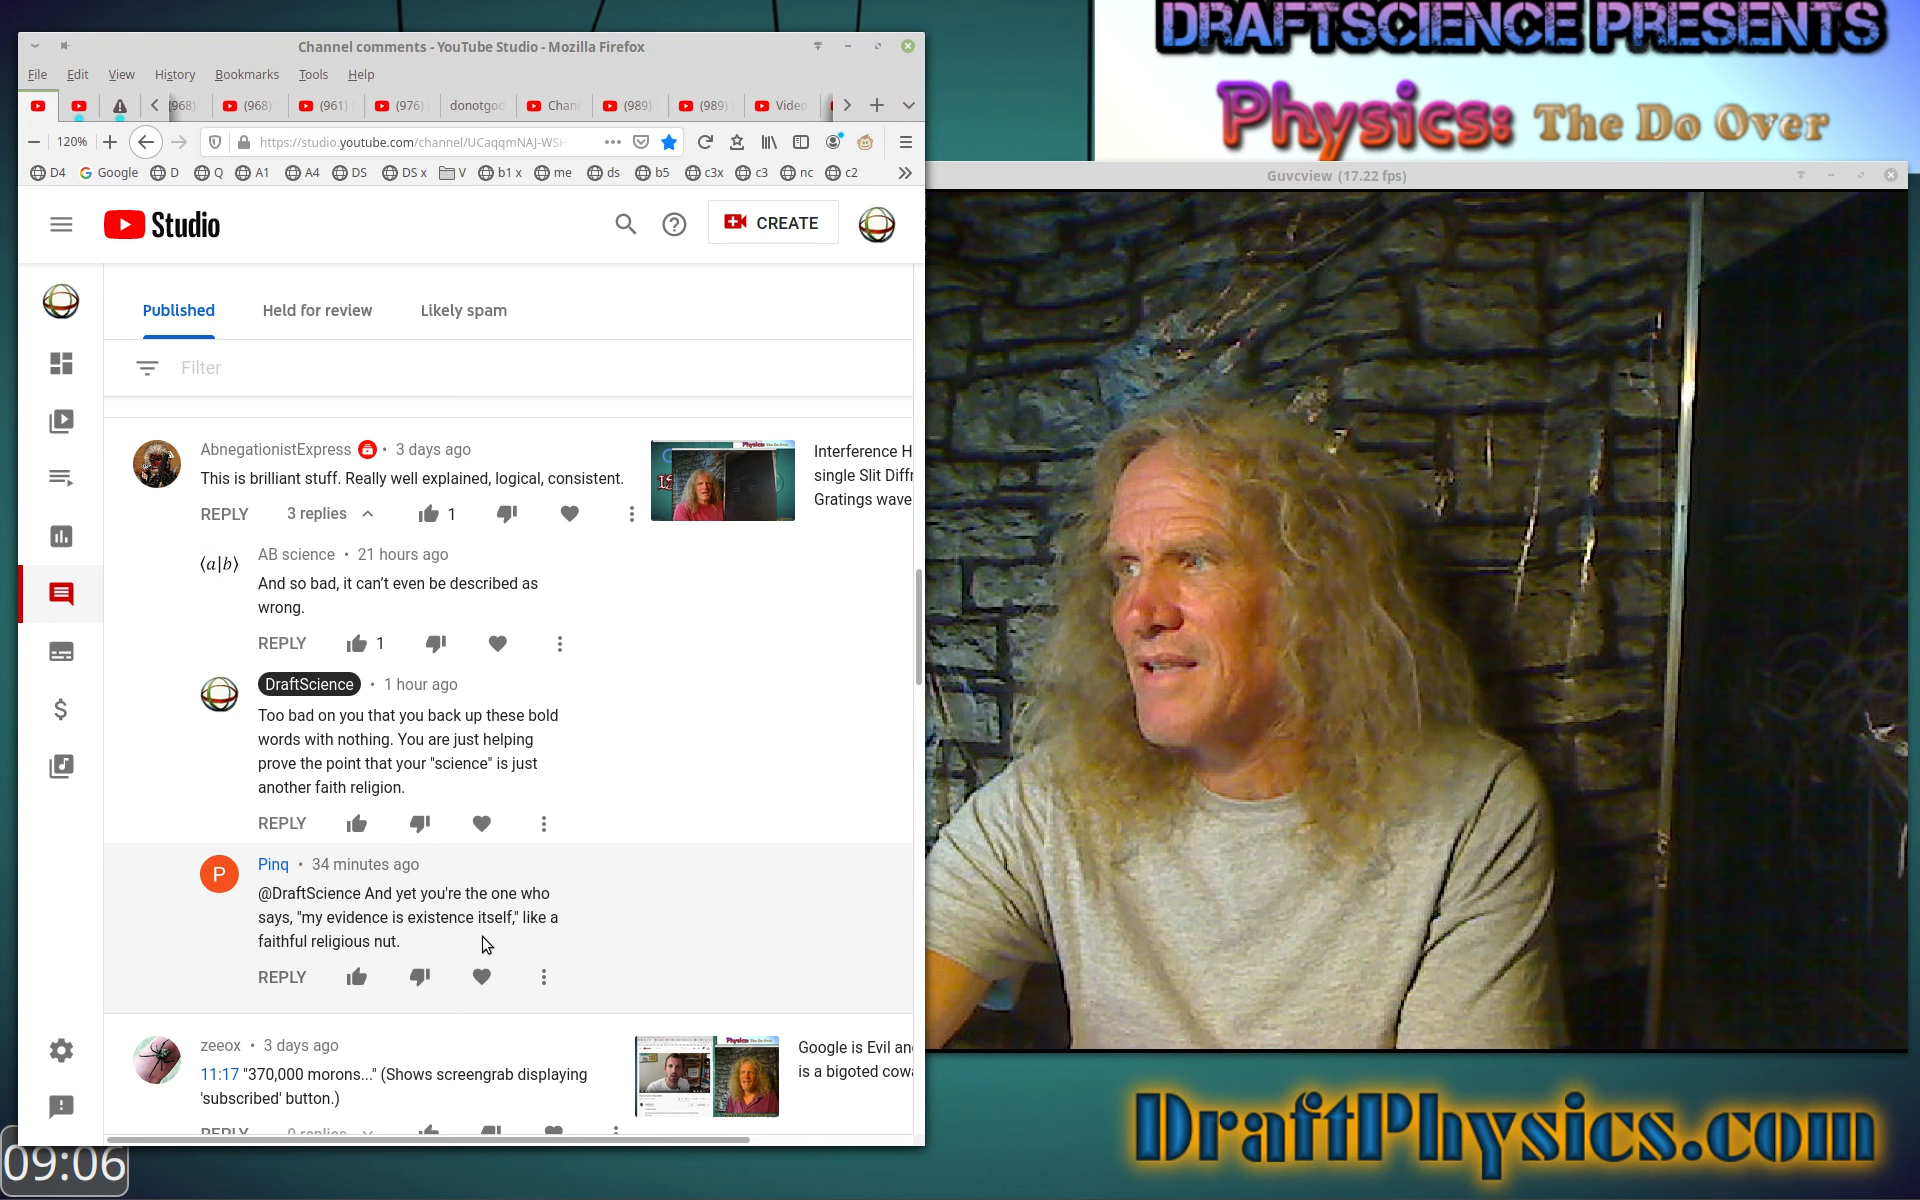 DRAFTSCIENCE PRESENTS
Physics: The Do Over
Channel comments - YouTube Studio - Mozilla Firefox
File Edit View History Bookmarks Tools Help
(968) (968) (961) (976) donotgod Chann (989) (989) Video
120% https://studio.youtube.com/channel/UCaqqmNAJ-WSH
D4 Google D Q A1 A4 DS DS x V b1 x me ds b5 c3x c3 nc c2
Guvcview (17.22 fps)
Studio
CREATE
Published Held for review Likely spam
Filter
AbnegationistExpress • 3 days ago
This is brilliant stuff. Really well explained, logical, consistent.
REPLY 3 replies 1
Interference H
single Slit Diffr
Gratings wave
⟨a|b⟩
AB science • 21 hours ago
And so bad, it can't even be described as
wrong.
REPLY 1
DraftScience • 1 hour ago
Too bad on you that you back up these bold
words with nothing. You are just helping
prove the point that your "science" is just
another faith religion.
REPLY
P
Pinq • 34 minutes ago
@DraftScience And yet you're the one who
says, "my evidence is existence itself," like a
faithful religious nut.
REPLY
zeeox • 3 days ago
11:17 "370,000 morons..." (Shows screengrab displaying
'subscribed' button.)
REPLY 0 replies
Google is Evil an
is a bigoted cow
09:06
DraftPhysics.com